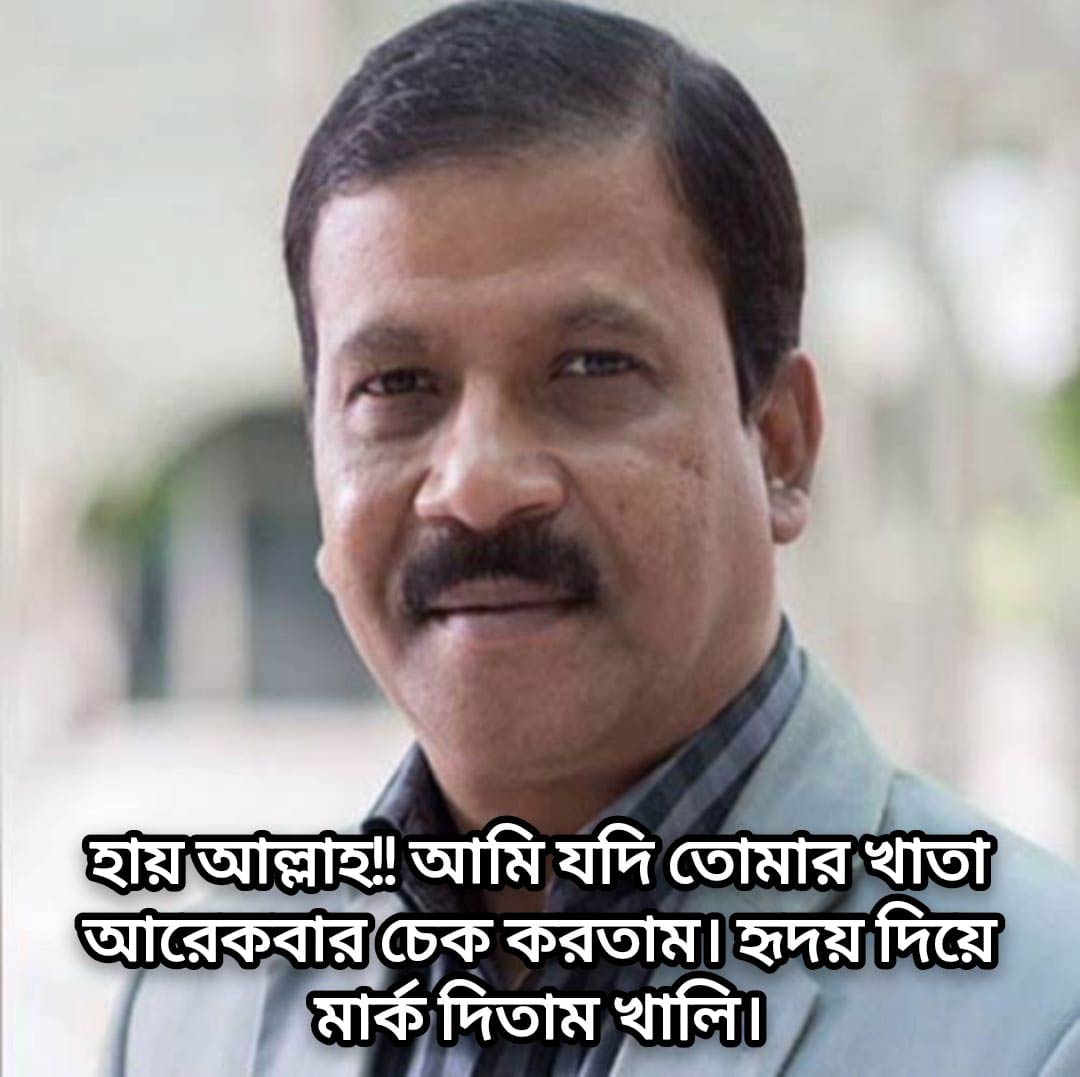 হায় আল্লাহ!! আমি যদি তোমার খাতা
আরেকবার চেক করতাম। হৃদয় দিয়ে
মার্ক দিতাম খালি।